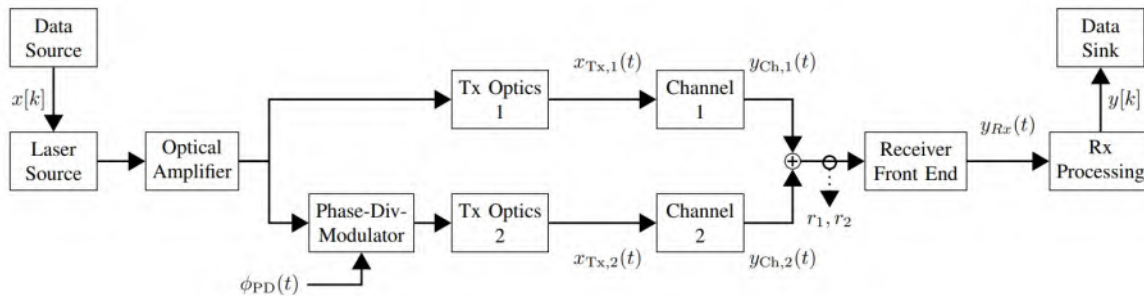 Data
Source
x[k]
Laser
Source
Optical
Amplifier
Phase-Div-
Modulator
ϕ_PD(t)
Tx Optics
1
Tx Optics
2
x_Tx,1(t)
x_Tx,2(t)
Channel
1
Channel
2
y_Ch,1(t)
y_Ch,2(t)
+
r_1, r_2
Receiver
Front End
y_Rx(t)
Rx
Processing
y[k]
Data
Sink